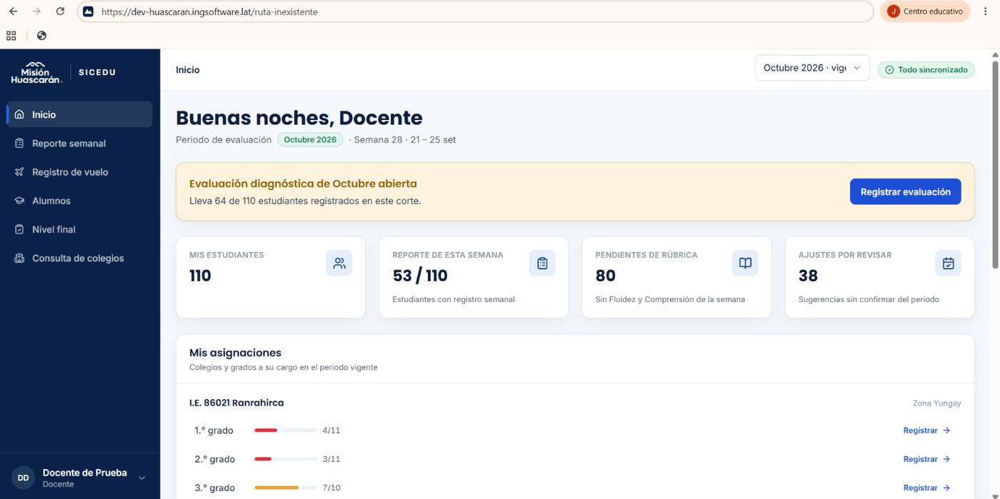 https://dev-huascaran.ingsoftware.lat/ruta-inexistente
J Centro educativo
Misión
Huascarán.
SICEDU
Inicio
Reporte semanal
Registro de vuelo
Alumnos
Nivel final
Consulta de colegios
DD
Docente de Prueba
Docente
Inicio
Octubre 2026 · vige
Todo sincronizado
Buenas noches, Docente
Periodo de evaluación Octubre 2026 · Semana 28 · 21 – 25 set
Evaluación diagnóstica de Octubre abierta
Lleva 64 de 110 estudiantes registrados en este corte.
Registrar evaluación
MIS ESTUDIANTES
110
REPORTE DE ESTA SEMANA
53 / 110
Estudiantes con registro semanal
PENDIENTES DE RÚBRICA
80
Sin Fluidez y Comprensión de la semana
AJUSTES POR REVISAR
38
Sugerencias sin confirmar del periodo
Mis asignaciones
Colegios y grados a su cargo en el periodo vigente
I.E. 86021 Ranrahirca
Zona Yungay
1.° grado 4/11 Registrar →
2.° grado 3/11 Registrar →
3.° grado 7/10 Registrar →